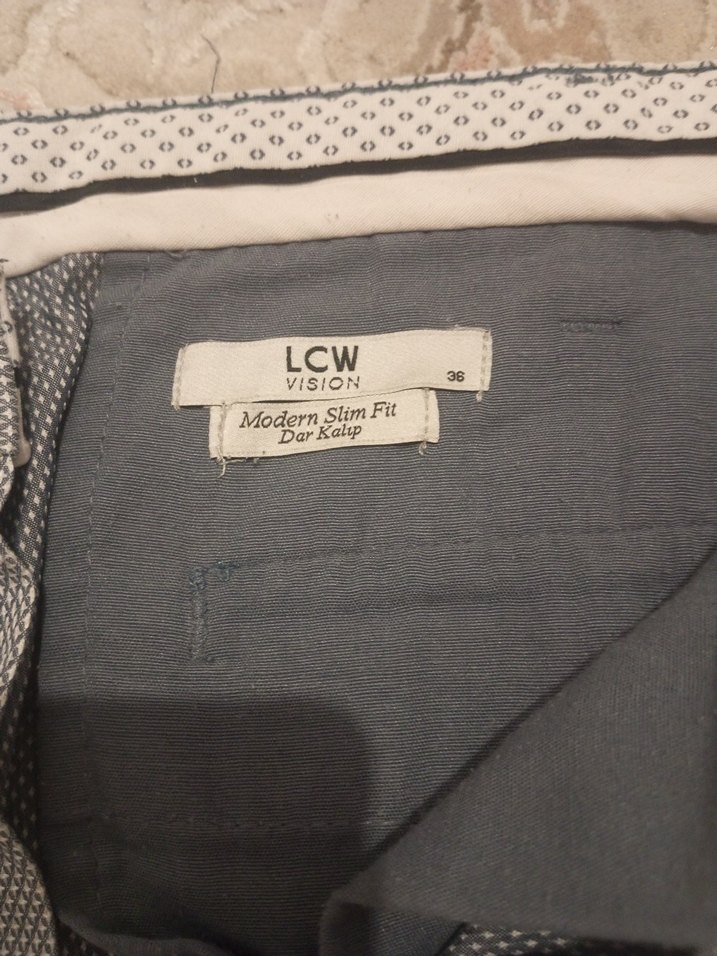 LCW
VISION
36
Modern Slim Fit
Dar Kalıp